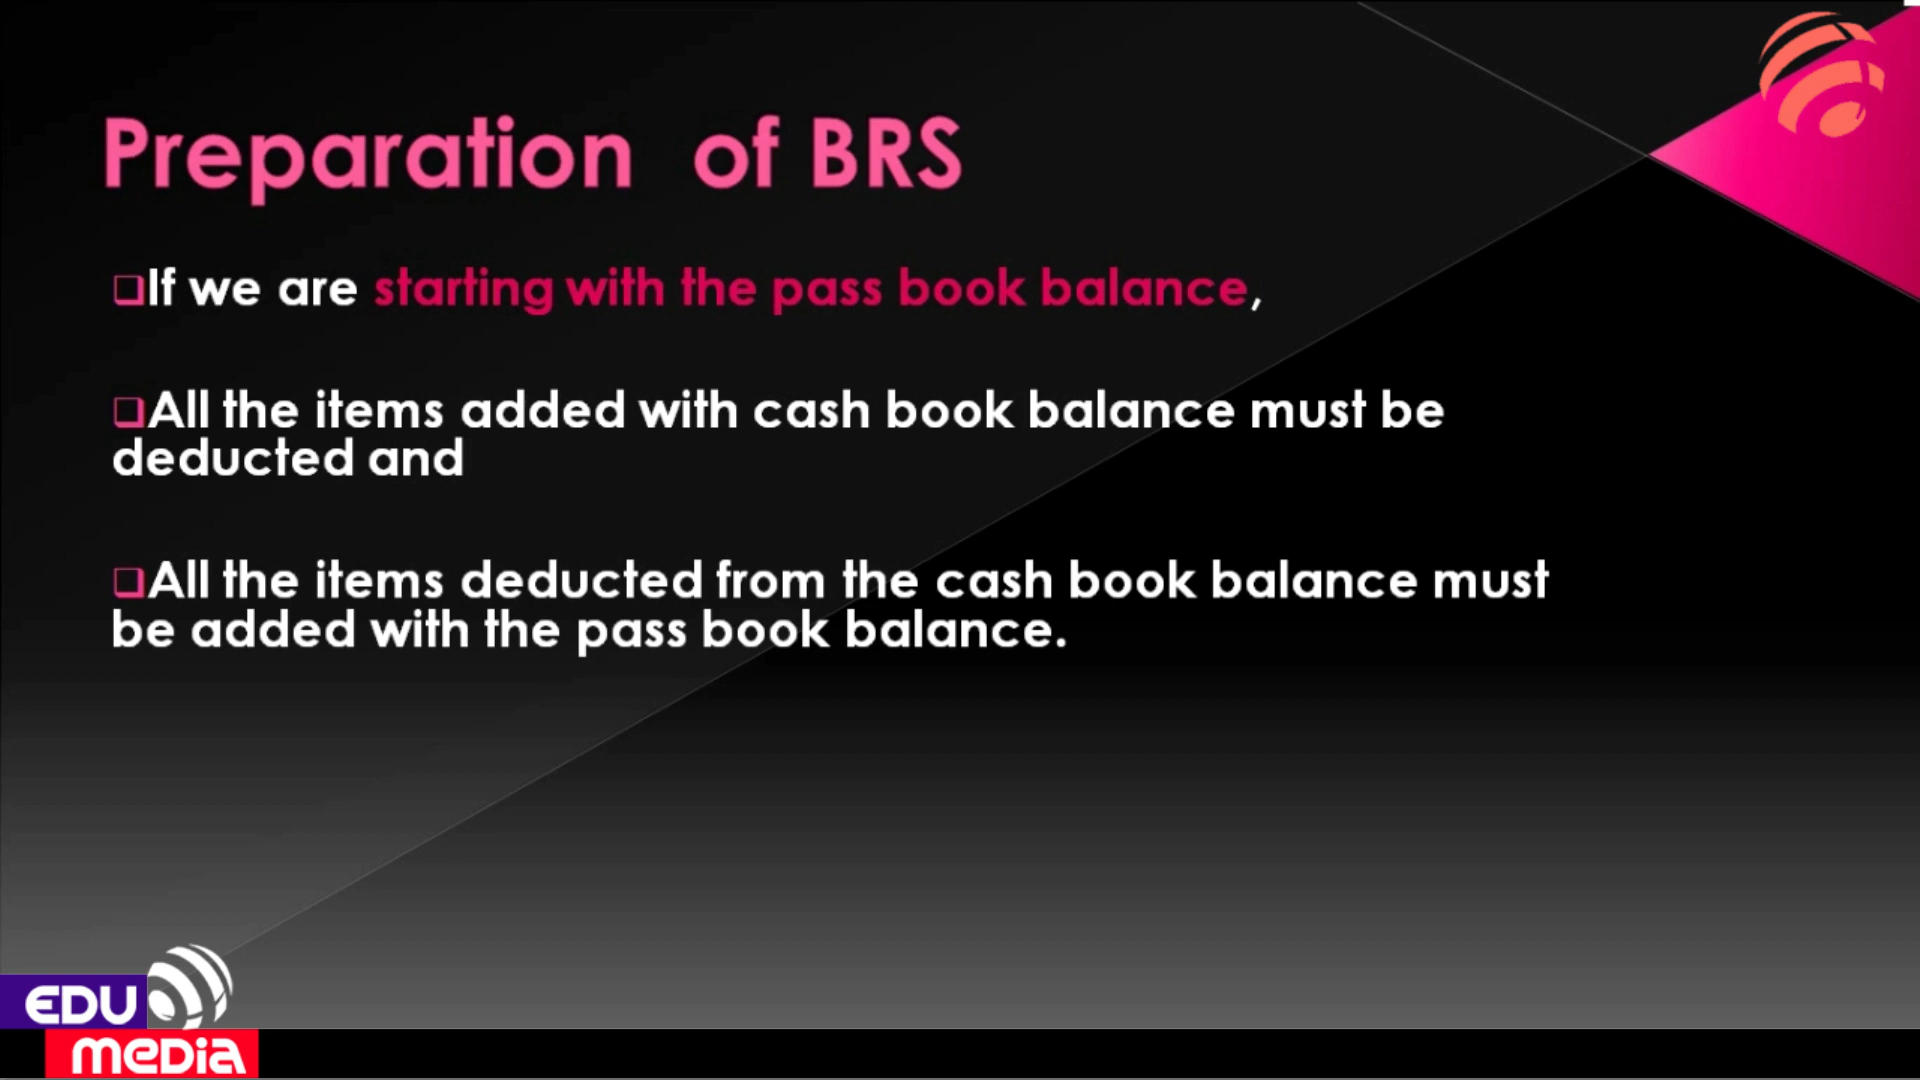 Preparation of BRS
❑If we are starting with the pass book balance,
❑All the items added with cash book balance must be
deducted and
❑All the items deducted from the cash book balance must
be added with the pass book balance.
EDU
MEDIA